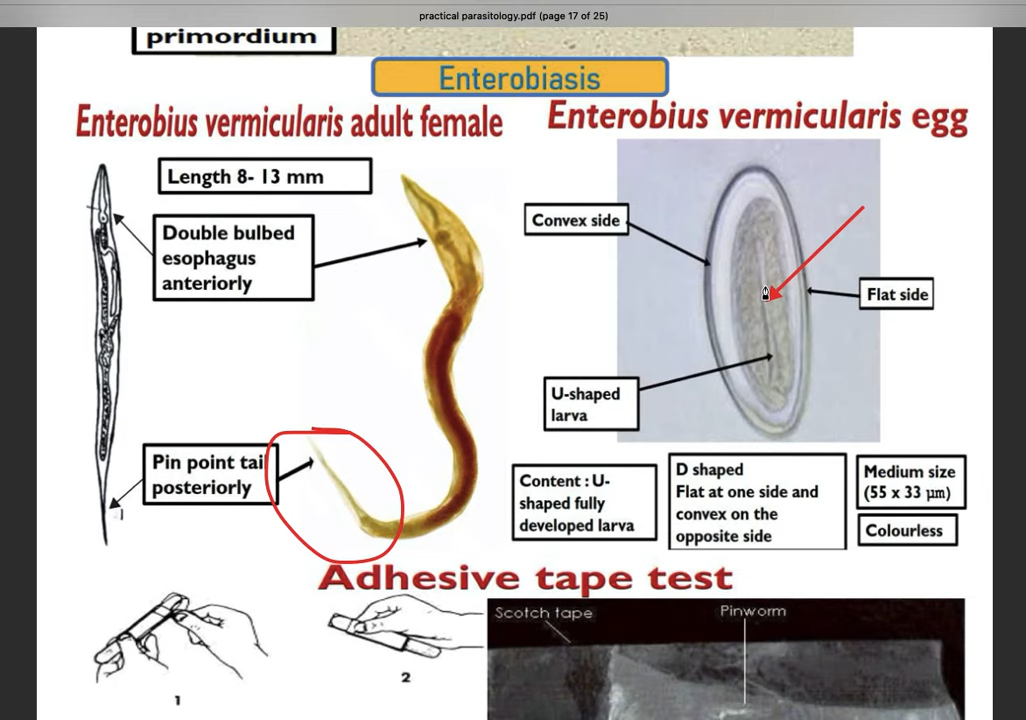 practical parasitology.pdf (page 17 of 25)
primordium
Enterobiasis
Enterobius vermicularis adult female
Enterobius vermicularis egg
Length 8- 13 mm
Double bulbed
esophagus
anteriorly
Convex side
Flat side
U-shaped
larva
Pin point tail
posteriorly
Content : U-
shaped fully
developed larva
D shaped
Flat at one side and
convex on the
opposite side
Medium size
(55 x 33 µm)
Colourless
Adhesive tape test
Scotch tape
Pinworm
1
2